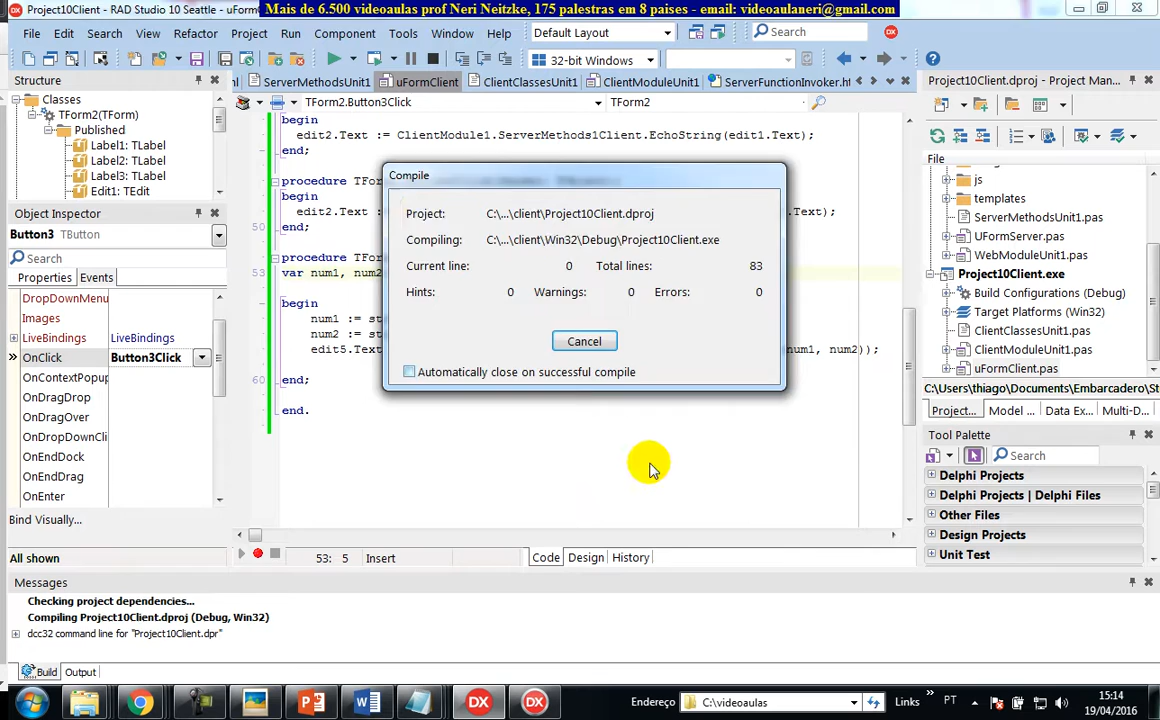 Project10Client - RAD Studio 10 Seattle - uForm
Mais de 6.500 videoaulas prof Neri Neitzke, 175 palestras em 8 paises - email: videoaulaneri@gmail.com
File Edit Search View Refactor Project Run Component Tools Window Help
Default Layout
Search
32-bit Windows
Structure
Classes
TForm2(TForm)
Published
Label1: TLabel
Label2: TLabel
Label3: TLabel
Edit1: TEdit
Object Inspector
Button3 TButton
Search
Properties Events
DropDownMenu
Images
LiveBindings LiveBindings
OnClick Button3Click
OnContextPopup
OnDragDrop
OnDragOver
OnDropDownCli
OnEndDock
OnEndDrag
OnEnter
Bind Visually...
All shown
ServerMethodsUnit1 uFormClient ClientClassesUnit1 ClientModuleUnit1 ServerFunctionInvoker.ht
TForm2.Button3Click TForm2
begin
edit2.Text := ClientModule1.ServerMethods1Client.EchoString(edit1.Text);
end;
procedure TForm
begin
edit2.Text := .Text);
50 end;
procedure TForm
53 var num1, num2
begin
num1 := st
num2 := st
edit5.Text num1, num2));
60 end;
end.
Compile
Project: C:\...\client\Project10Client.dproj
Compiling: C:\...\client\Win32\Debug\Project10Client.exe
Current line: 0 Total lines: 83
Hints: 0 Warnings: 0 Errors: 0
Cancel
Automatically close on successful compile
53: 5 Insert Code Design History
Project10Client.dproj - Project Man...
File
js
templates
ServerMethodsUnit1.pas
UFormServer.pas
WebModuleUnit1.pas
Project10Client.exe
Build Configurations (Debug)
Target Platforms (Win32)
ClientClassesUnit1.pas
ClientModuleUnit1.pas
uFormClient.pas
C:\Users\thiago\Documents\Embarcadero\St
Project... Model ... Data Ex... Multi-D...
Tool Palette
Search
Delphi Projects
Delphi Projects | Delphi Files
Other Files
Design Projects
Unit Test
Messages
Checking project dependencies...
Compiling Project10Client.dproj (Debug, Win32)
dcc32 command line for "Project10Client.dpr"
Build Output
Endereço C:\videoaulas Links PT
15:14
19/04/2016